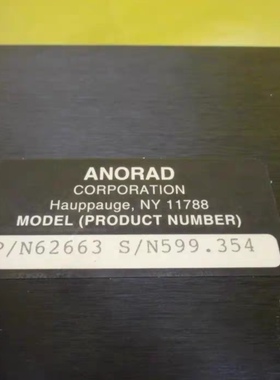 ANORAD
CORPORATION
Hauppauge, NY 11788
MODEL (PRODUCT NUMBER)
P/N62663 S/N599.354